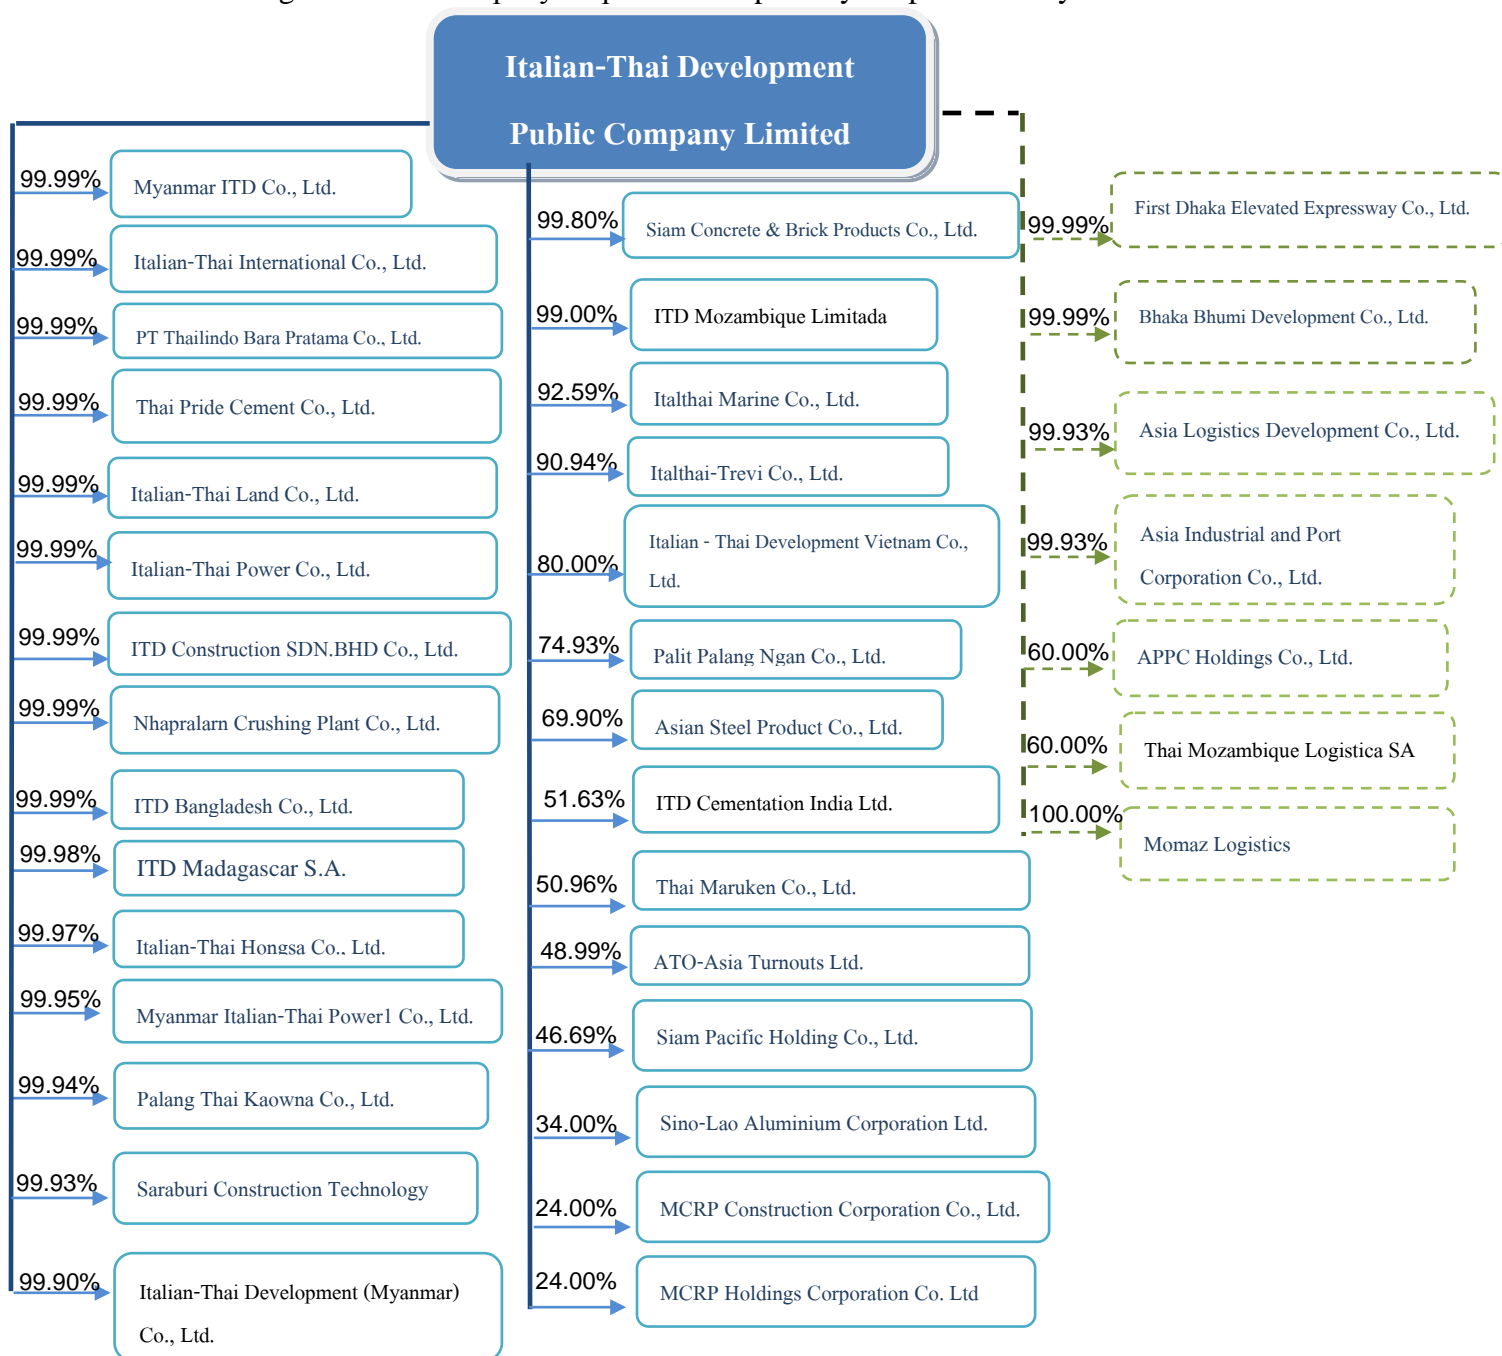 Italian-Thai Development
Public Company Limited
99.99%
Myanmar ITD Co., Ltd.
99.99%
Italian-Thai International Co., Ltd.
99.99%
PT Thailindo Bara Pratama Co., Ltd.
99.99%
Thai Pride Cement Co., Ltd.
99.99%
Italian-Thai Land Co., Ltd.
99.99%
Italian-Thai Power Co., Ltd.
99.99%
ITD Construction SDN.BHD Co., Ltd.
99.99%
Nhapralarn Crushing Plant Co., Ltd.
99.99%
ITD Bangladesh Co., Ltd.
99.98%
ITD Madagascar S.A.
99.97%
Italian-Thai Hongsa Co., Ltd.
99.95%
Myanmar Italian-Thai Power1 Co., Ltd.
99.94%
Palang Thai Kaowna Co., Ltd.
99.93%
Saraburi Construction Technology
99.90%
Italian-Thai Development (Myanmar)
Co., Ltd.
99.80%
Siam Concrete & Brick Products Co., Ltd.
99.00%
ITD Mozambique Limitada
92.59%
Italthai Marine Co., Ltd.
90.94%
Italthai-Trevi Co., Ltd.
80.00%
Italian - Thai Development Vietnam Co.,
Ltd.
74.93%
Palit Palang Ngan Co., Ltd.
69.90%
Asian Steel Product Co., Ltd.
51.63%
ITD Cementation India Ltd.
50.96%
Thai Maruken Co., Ltd.
48.99%
ATO-Asia Turnouts Ltd.
46.69%
Siam Pacific Holding Co., Ltd.
34.00%
Sino-Lao Aluminium Corporation Ltd.
24.00%
MCRP Construction Corporation Co., Ltd.
24.00%
MCRP Holdings Corporation Co. Ltd
99.99%
First Dhaka Elevated Expressway Co., Ltd.
99.99%
Bhaka Bhumi Development Co., Ltd.
99.93%
Asia Logistics Development Co., Ltd.
99.93%
Asia Industrial and Port
Corporation Co., Ltd.
60.00%
APPC Holdings Co., Ltd.
60.00%
Thai Mozambique Logistica SA
100.00%
Momaz Logistics